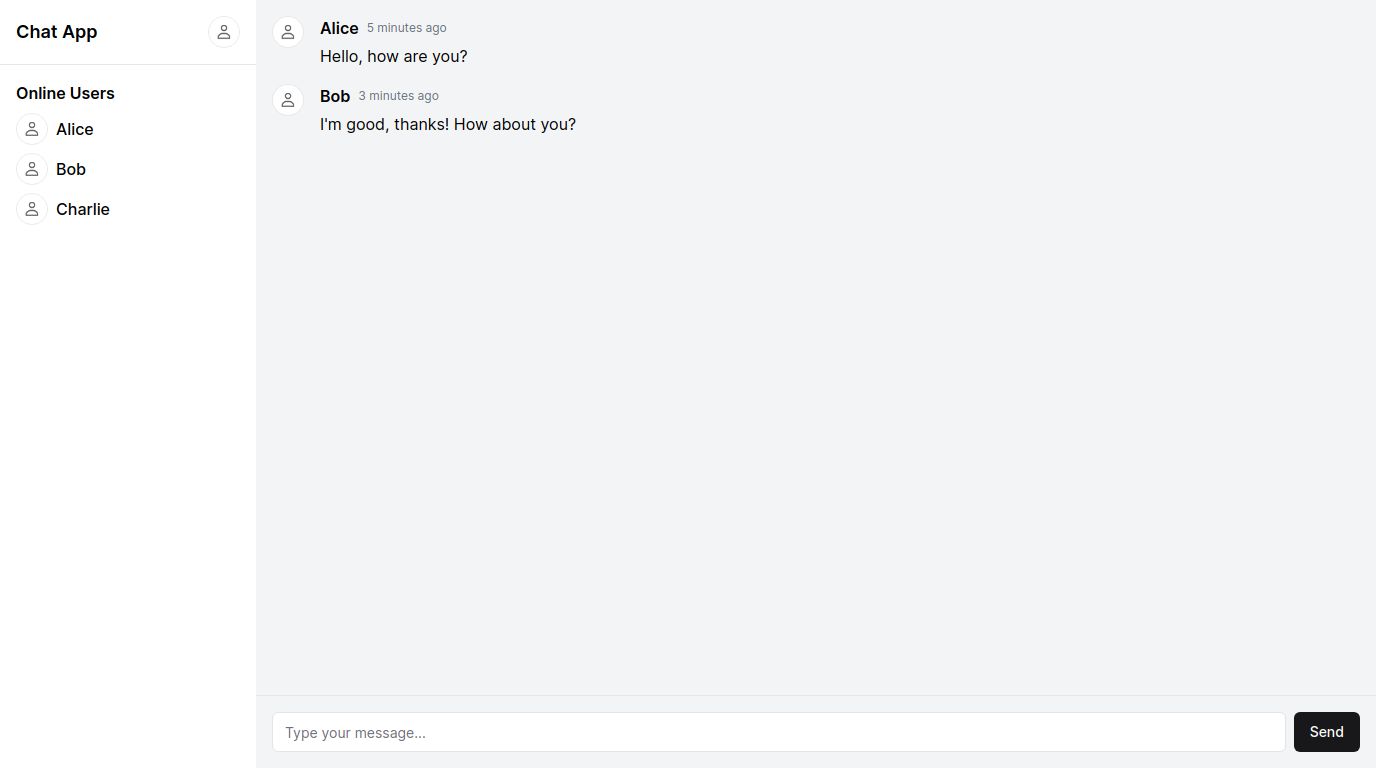 Chat App
Online Users
Alice
Bob
Charlie
Alice 5 minutes ago
Hello, how are you?
Bob 3 minutes ago
I'm good, thanks! How about you?
Type your message...
Send